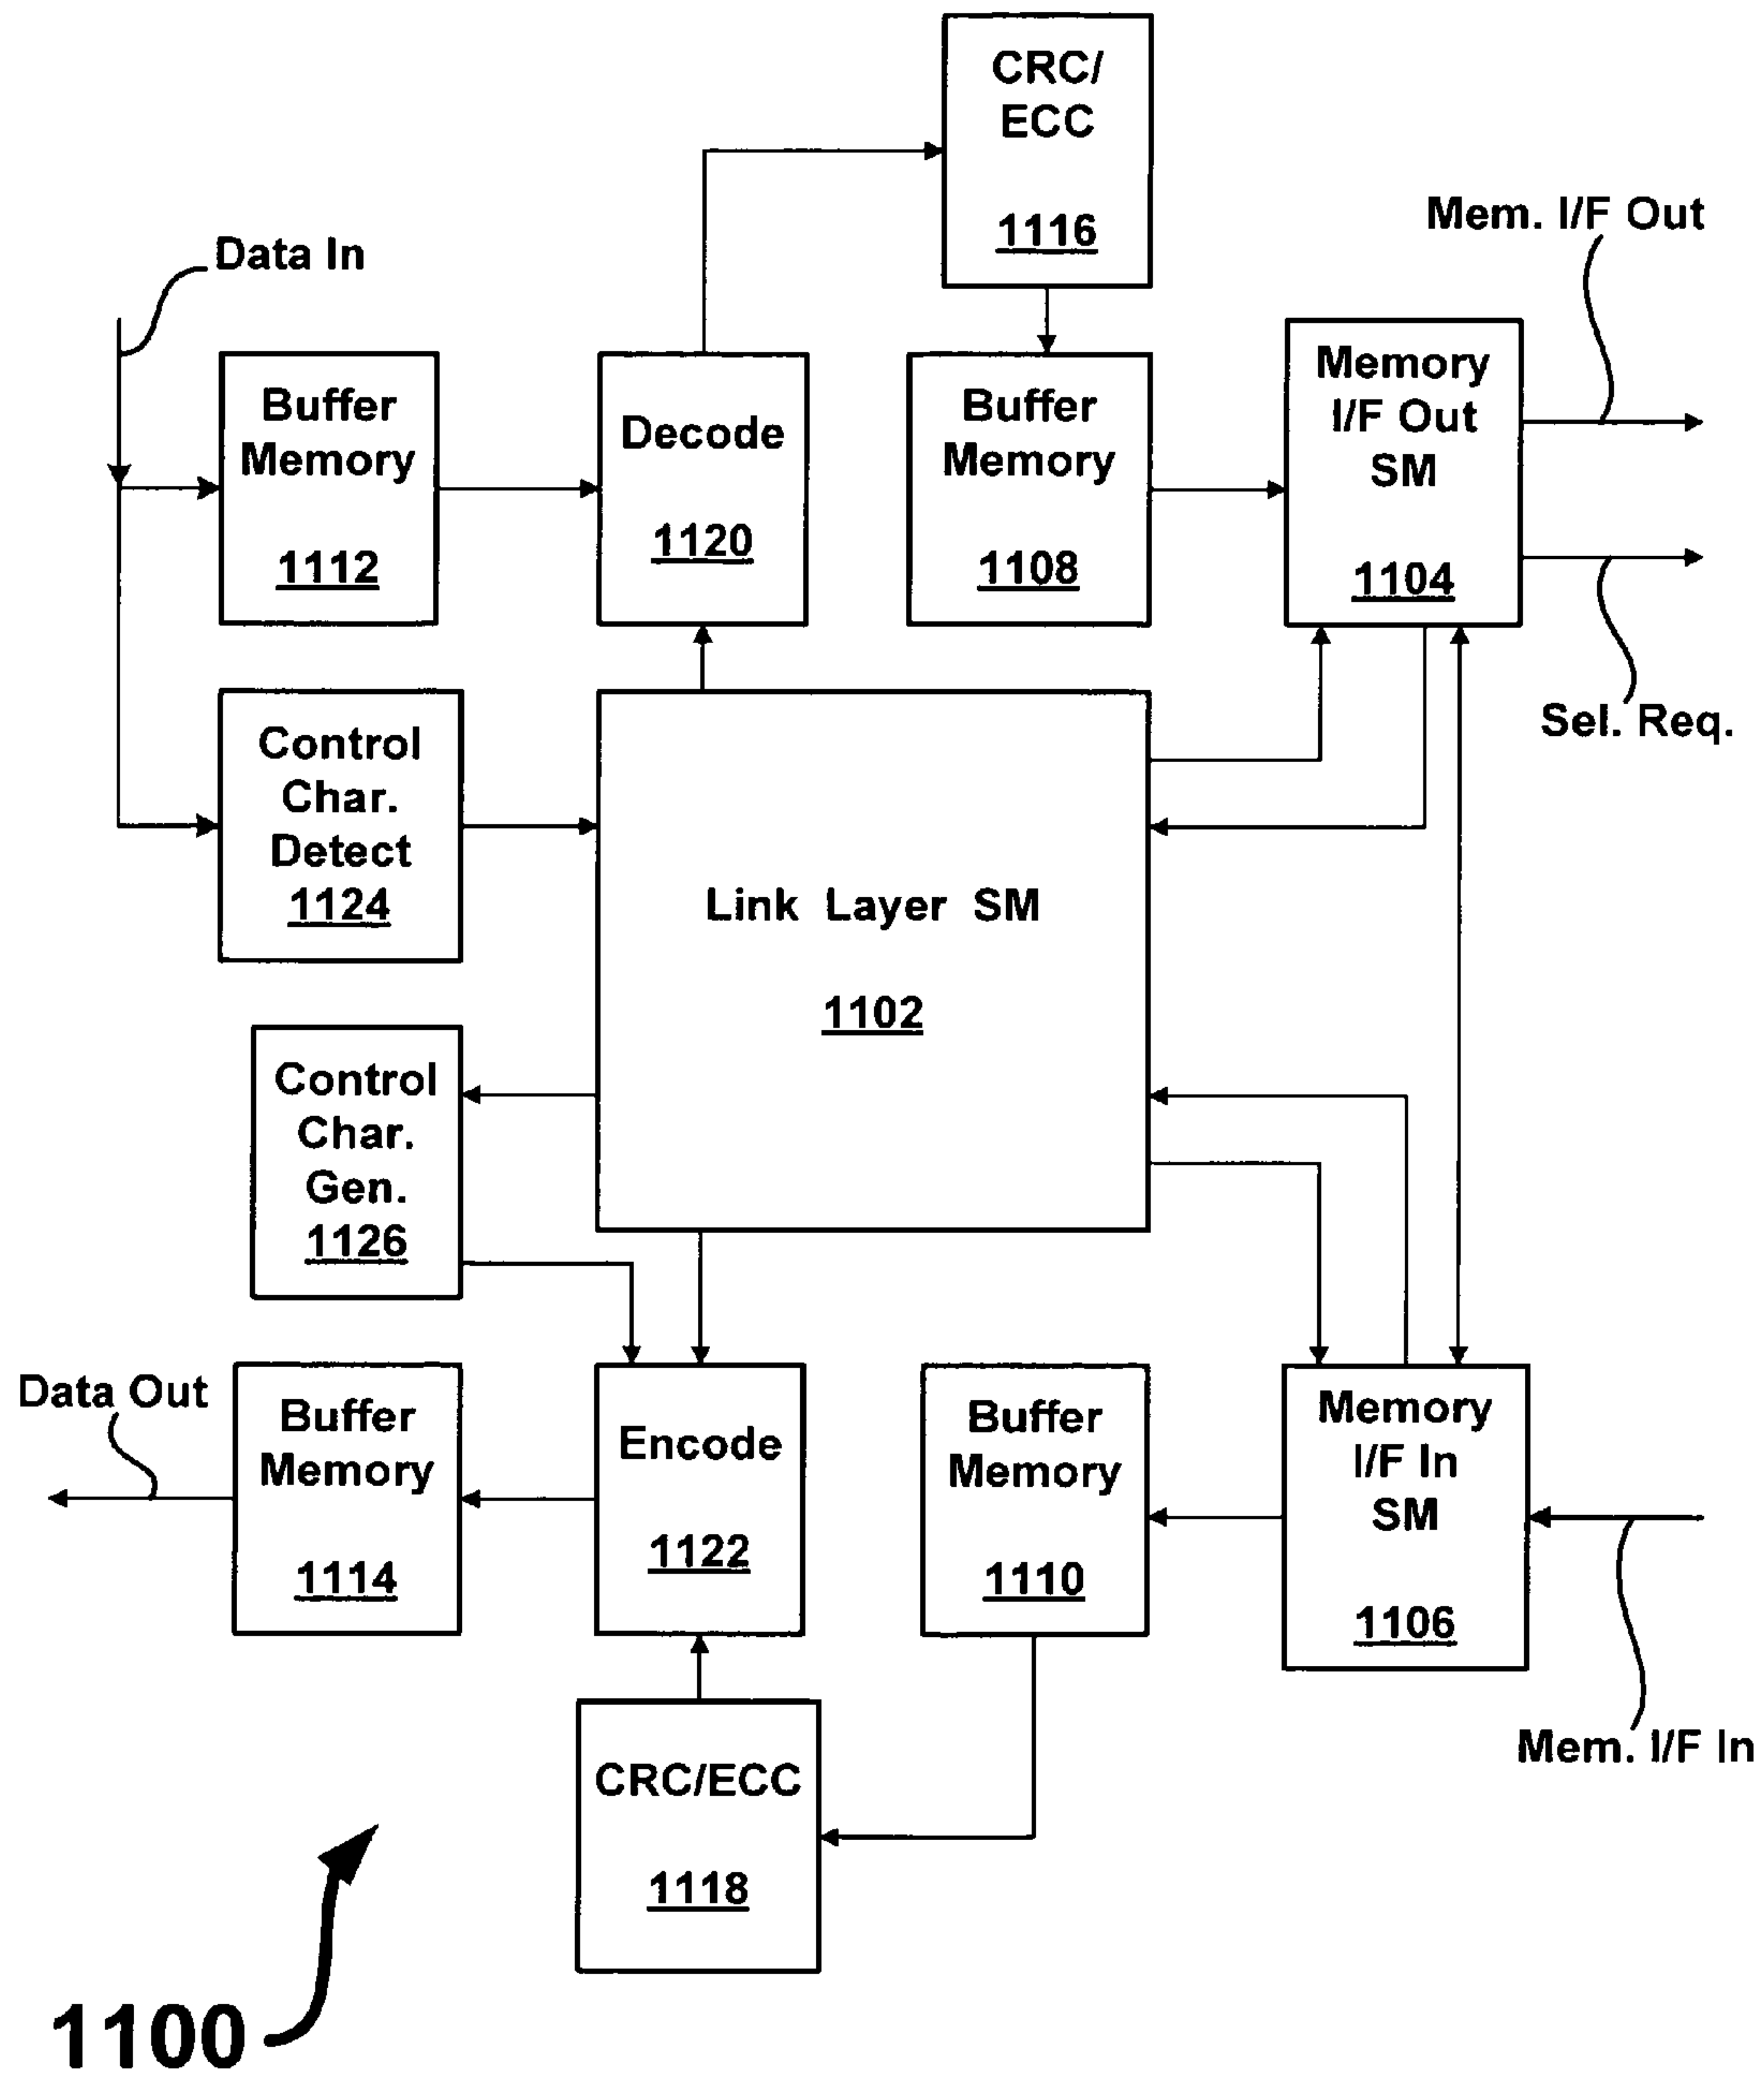 CRC/
ECC
1116
Mem. I/F Out
Data In
Buffer
Memory
1112
Decode
1120
Buffer
Memory
1108
Memory
I/F Out
SM
1104
Sel. Req.
Control
Char.
Detect
1124
Link Layer SM
1102
Control
Char.
Gen.
1126
Data Out
Buffer
Memory
1114
Encode
1122
Buffer
Memory
1110
Memory
I/F In
SM
1106
Mem. I/F In
CRC/ECC
1118
1100